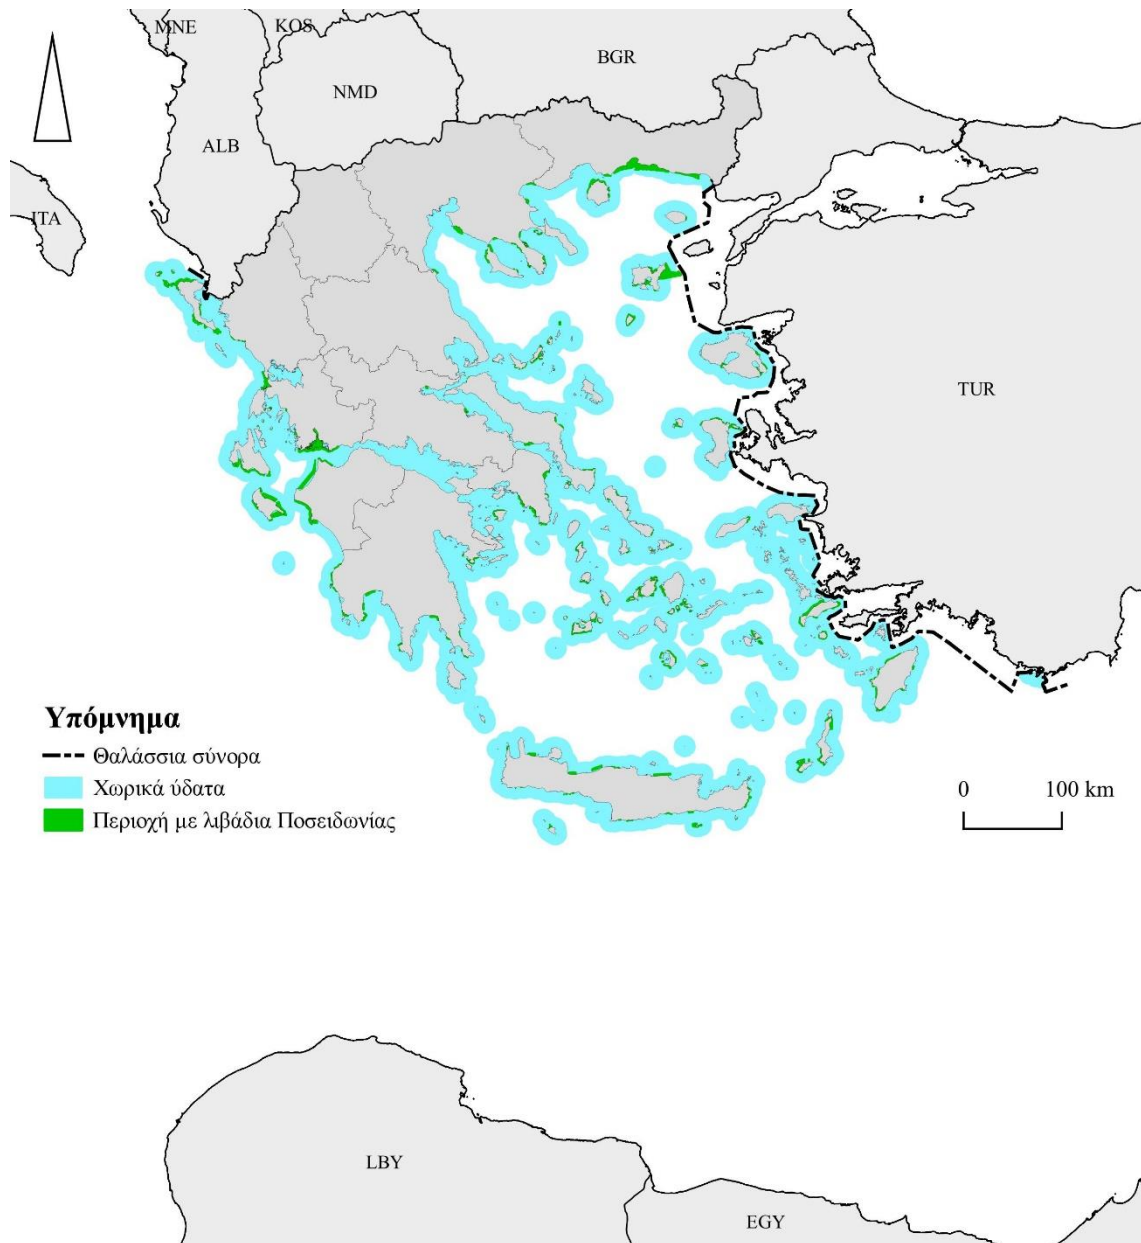 MNE
KOS
BGR
NMD
ALB
ITA
TUR
Υπόμνημα
Θαλάσσια σύνορα
Χωρικά ύδατα
Περιοχή με λιβάδια Ποσειδωνίας
0 100 km
LBY
EGY